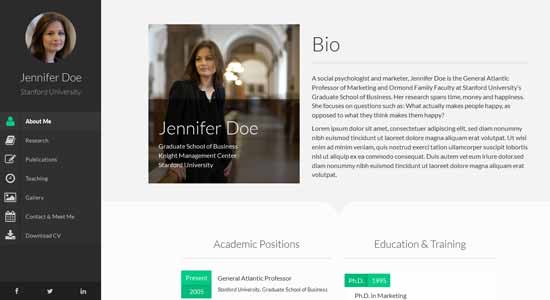 Jennifer Doe
Stanford University
About Me
Research
Publications
Teaching
Gallery
Contact & Meet Me
Download CV
Jennifer Doe
Graduate School of Business
Knight Management Center
Stanford University
Bio
A social psychologist and marketer, Jennifer Doe is the General Atlantic
Professor of Marketing and Ormond Family Faculty at Stanford University's
Graduate School of Business. Her research spans time, money and happiness.
She focuses on questions such as: What actually makes people happy, as
opposed to what they think makes them happy?
Lorem ipsum dolor sit amet, consectetuer adipiscing elit, sed diam nonummy
nibh euismod tincidunt ut laoreet dolore magna aliquam erat volutpat. Ut wisi
enim ad minim veniam, quis nostrud exerci tation ullamcorper suscipit lobortis
nisl ut aliquip ex ea commodo consequat. Duis autem vel eum iriure dolor.sed
diam nonummy nibh euismod tincidunt ut laoreet dolore magna aliquam erat
volutpat.
Academic Positions
Present
2005
General Atlantic Professor
Stanford University, Graduate School of Business
Education & Training
Ph.D. 1995
Ph.D. in Marketing